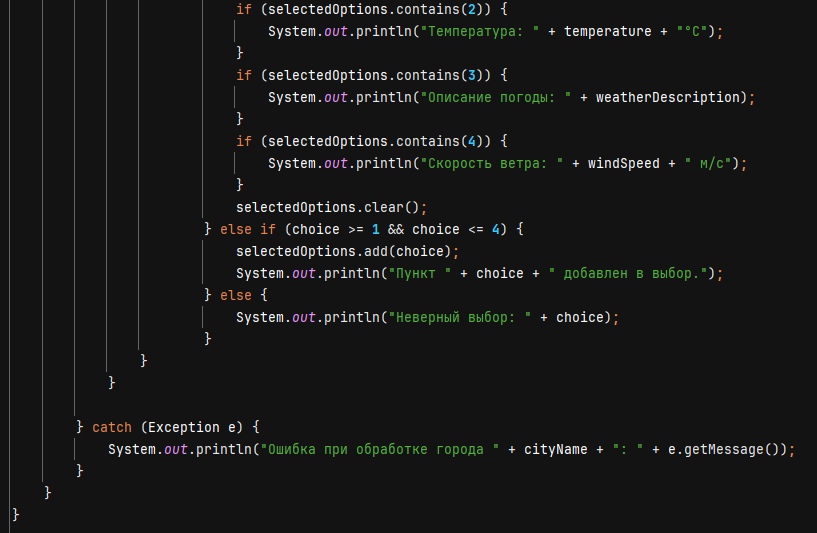 if (selectedOptions.contains(2)) {
System.out.println("Температура: " + temperature + "°C");
}
if (selectedOptions.contains(3)) {
System.out.println("Описание погоды: " + weatherDescription);
}
if (selectedOptions.contains(4)) {
System.out.println("Скорость ветра: " + windSpeed + " м/с");
}
selectedOptions.clear();
} else if (choice >= 1 && choice <= 4) {
selectedOptions.add(choice);
System.out.println("Пункт " + choice + " добавлен в выбор.");
} else {
System.out.println("Неверный выбор: " + choice);
}
}
}
} catch (Exception e) {
System.out.println("Ошибка при обработке города " + cityName + ": " + e.getMessage());
}
}
}